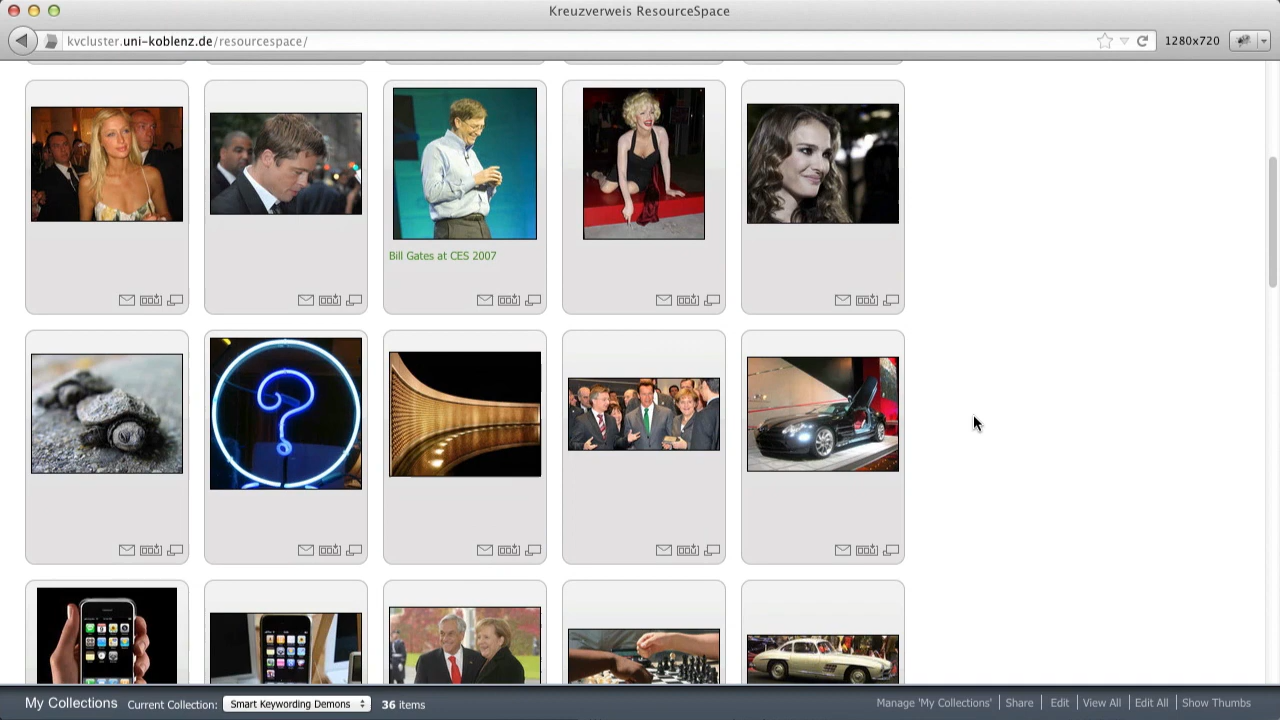 Kreuzverweis ResourceSpace
kvcluster.uni-koblenz.de/resourcespace/
1280x720
Bill Gates at CES 2007
My Collections Current Collection: Smart Keywording Demons 36 items Manage 'My Collections' Share Edit View All Edit All Show Thumbs